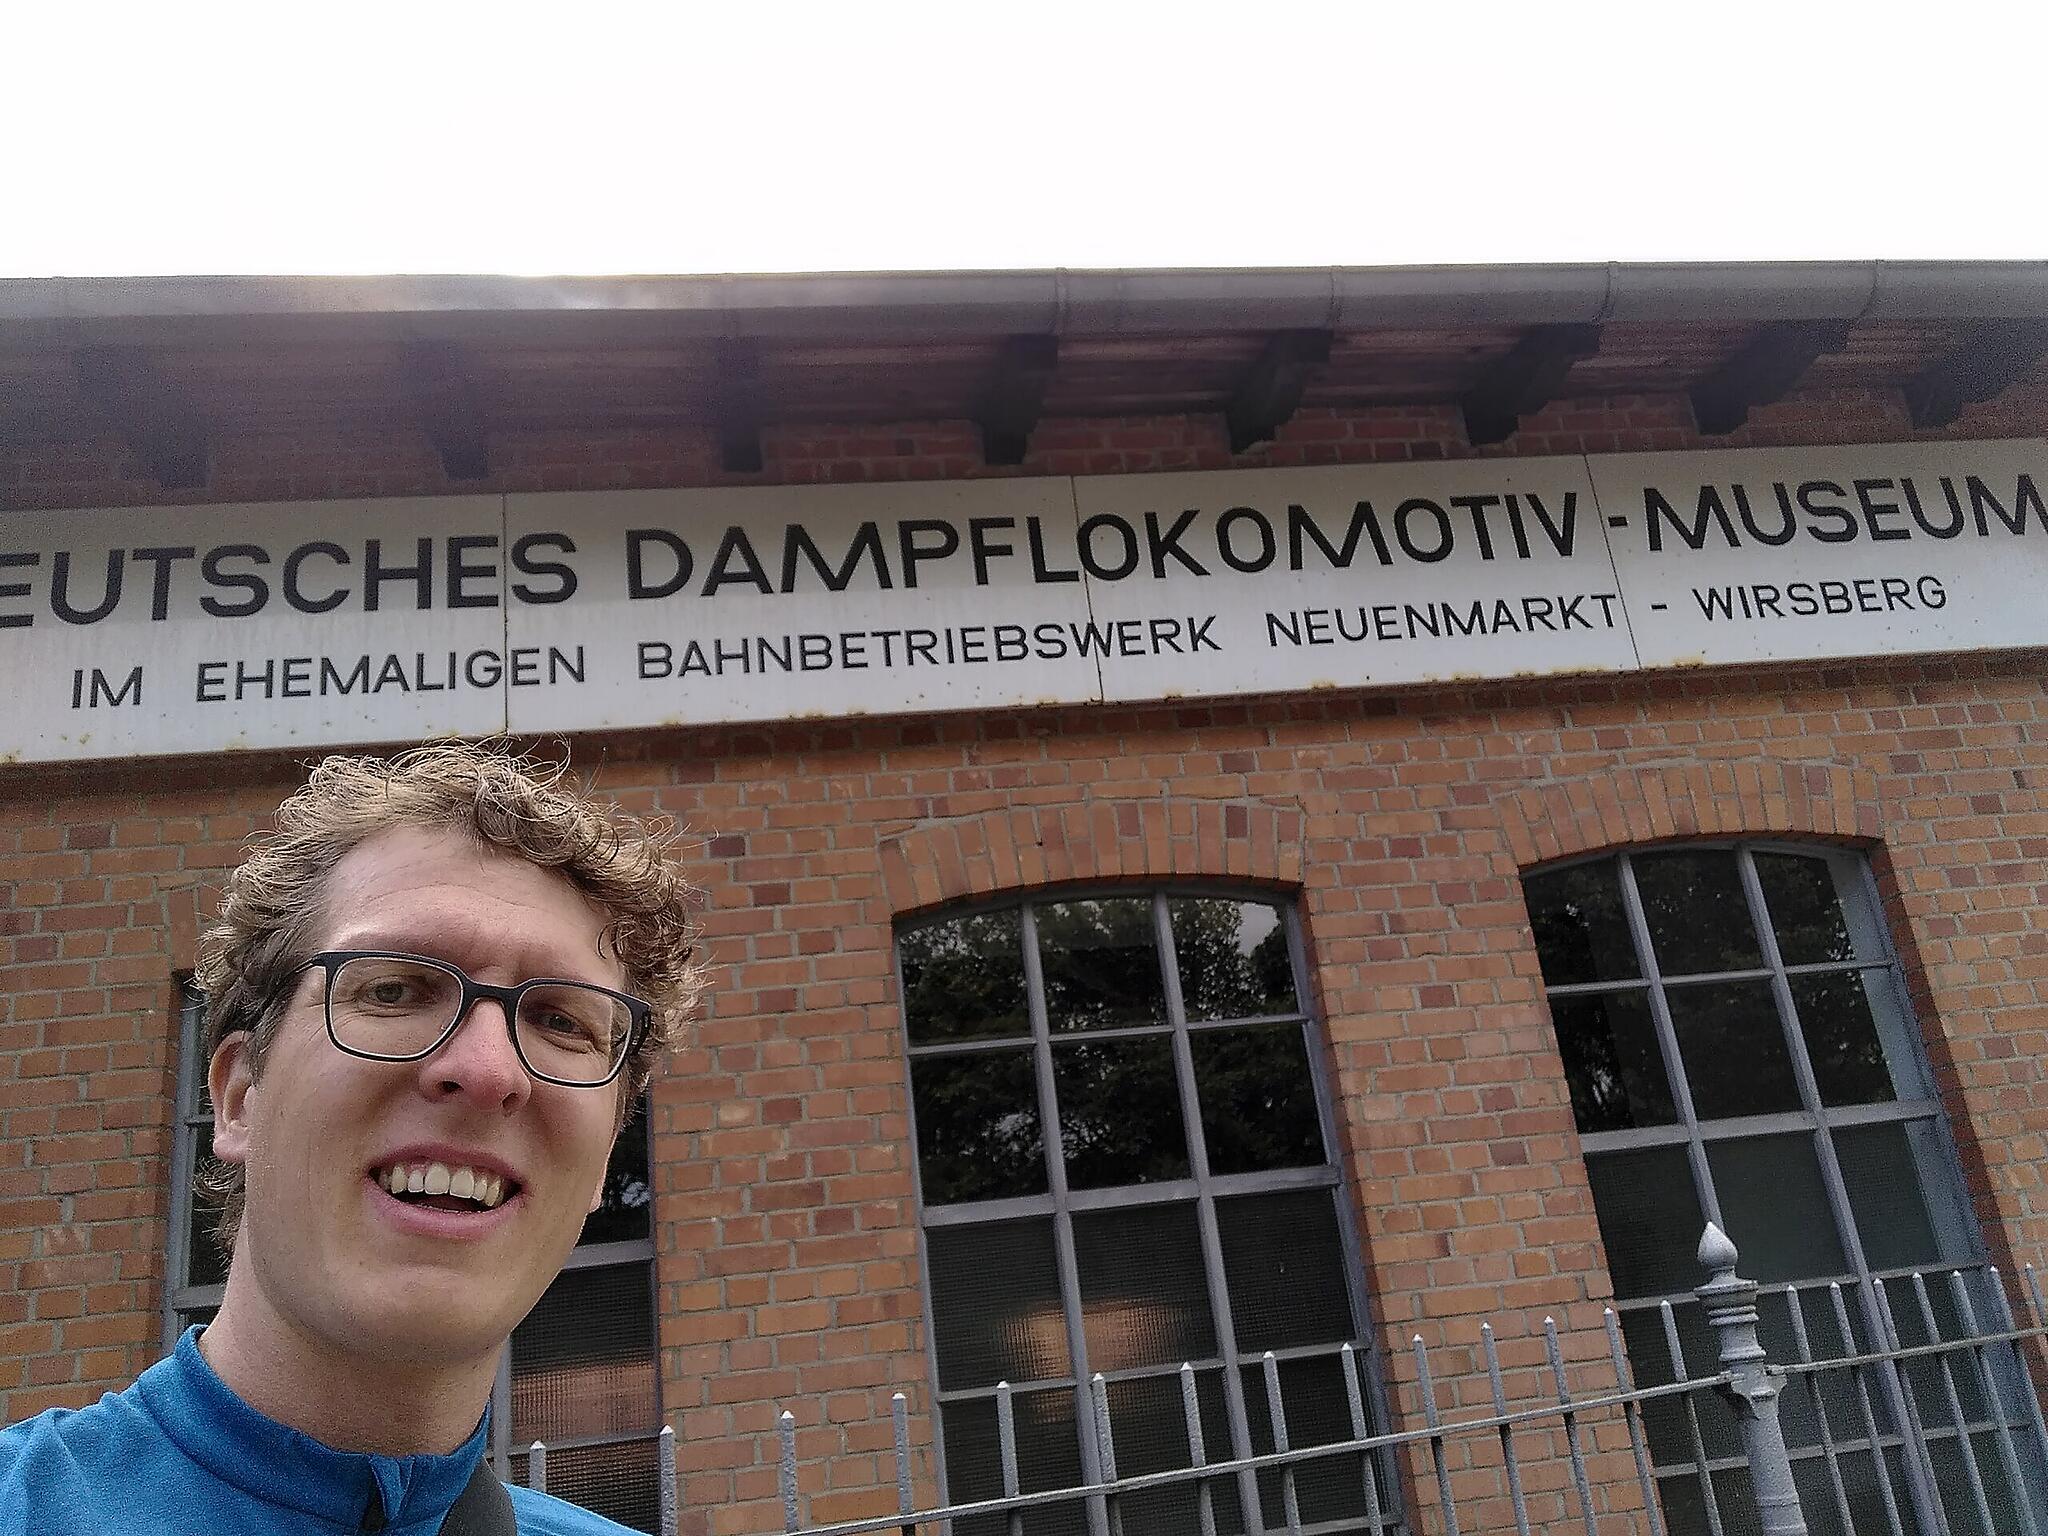 EUTSCHES DAMPFLOKOMOTIV-MUSEUM
IM EHEMALIGEN BAHNBETRIEBSWERK NEUENMARKT - WIRSBERG